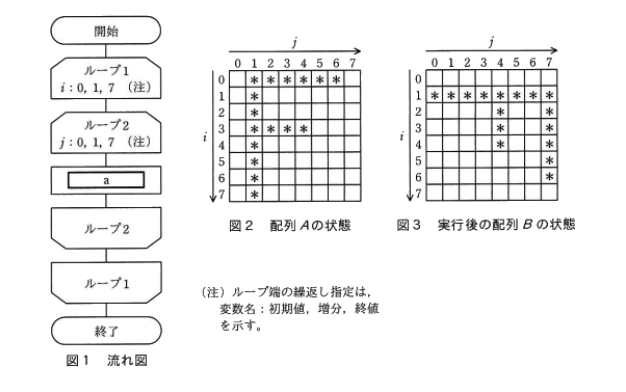 開始
ループ1
i：0, 1, 7 （注）
ループ2
j：0, 1, 7 （注）
a
ループ2
ループ1
終了
図1 流れ図
j
0 1 2 3 4 5 6 7
i
0 * * * * * *
1 *
2 *
3 * * * *
4 *
5 *
6 *
7 *
図2 配列Aの状態
j
0 1 2 3 4 5 6 7
i
0
1 * * * * * * * *
2 * *
3 * *
4 * *
5 *
6 *
7
図3 実行後の配列Bの状態
（注）ループ端の繰返し指定は，
変数名：初期値，増分，終値
を示す。